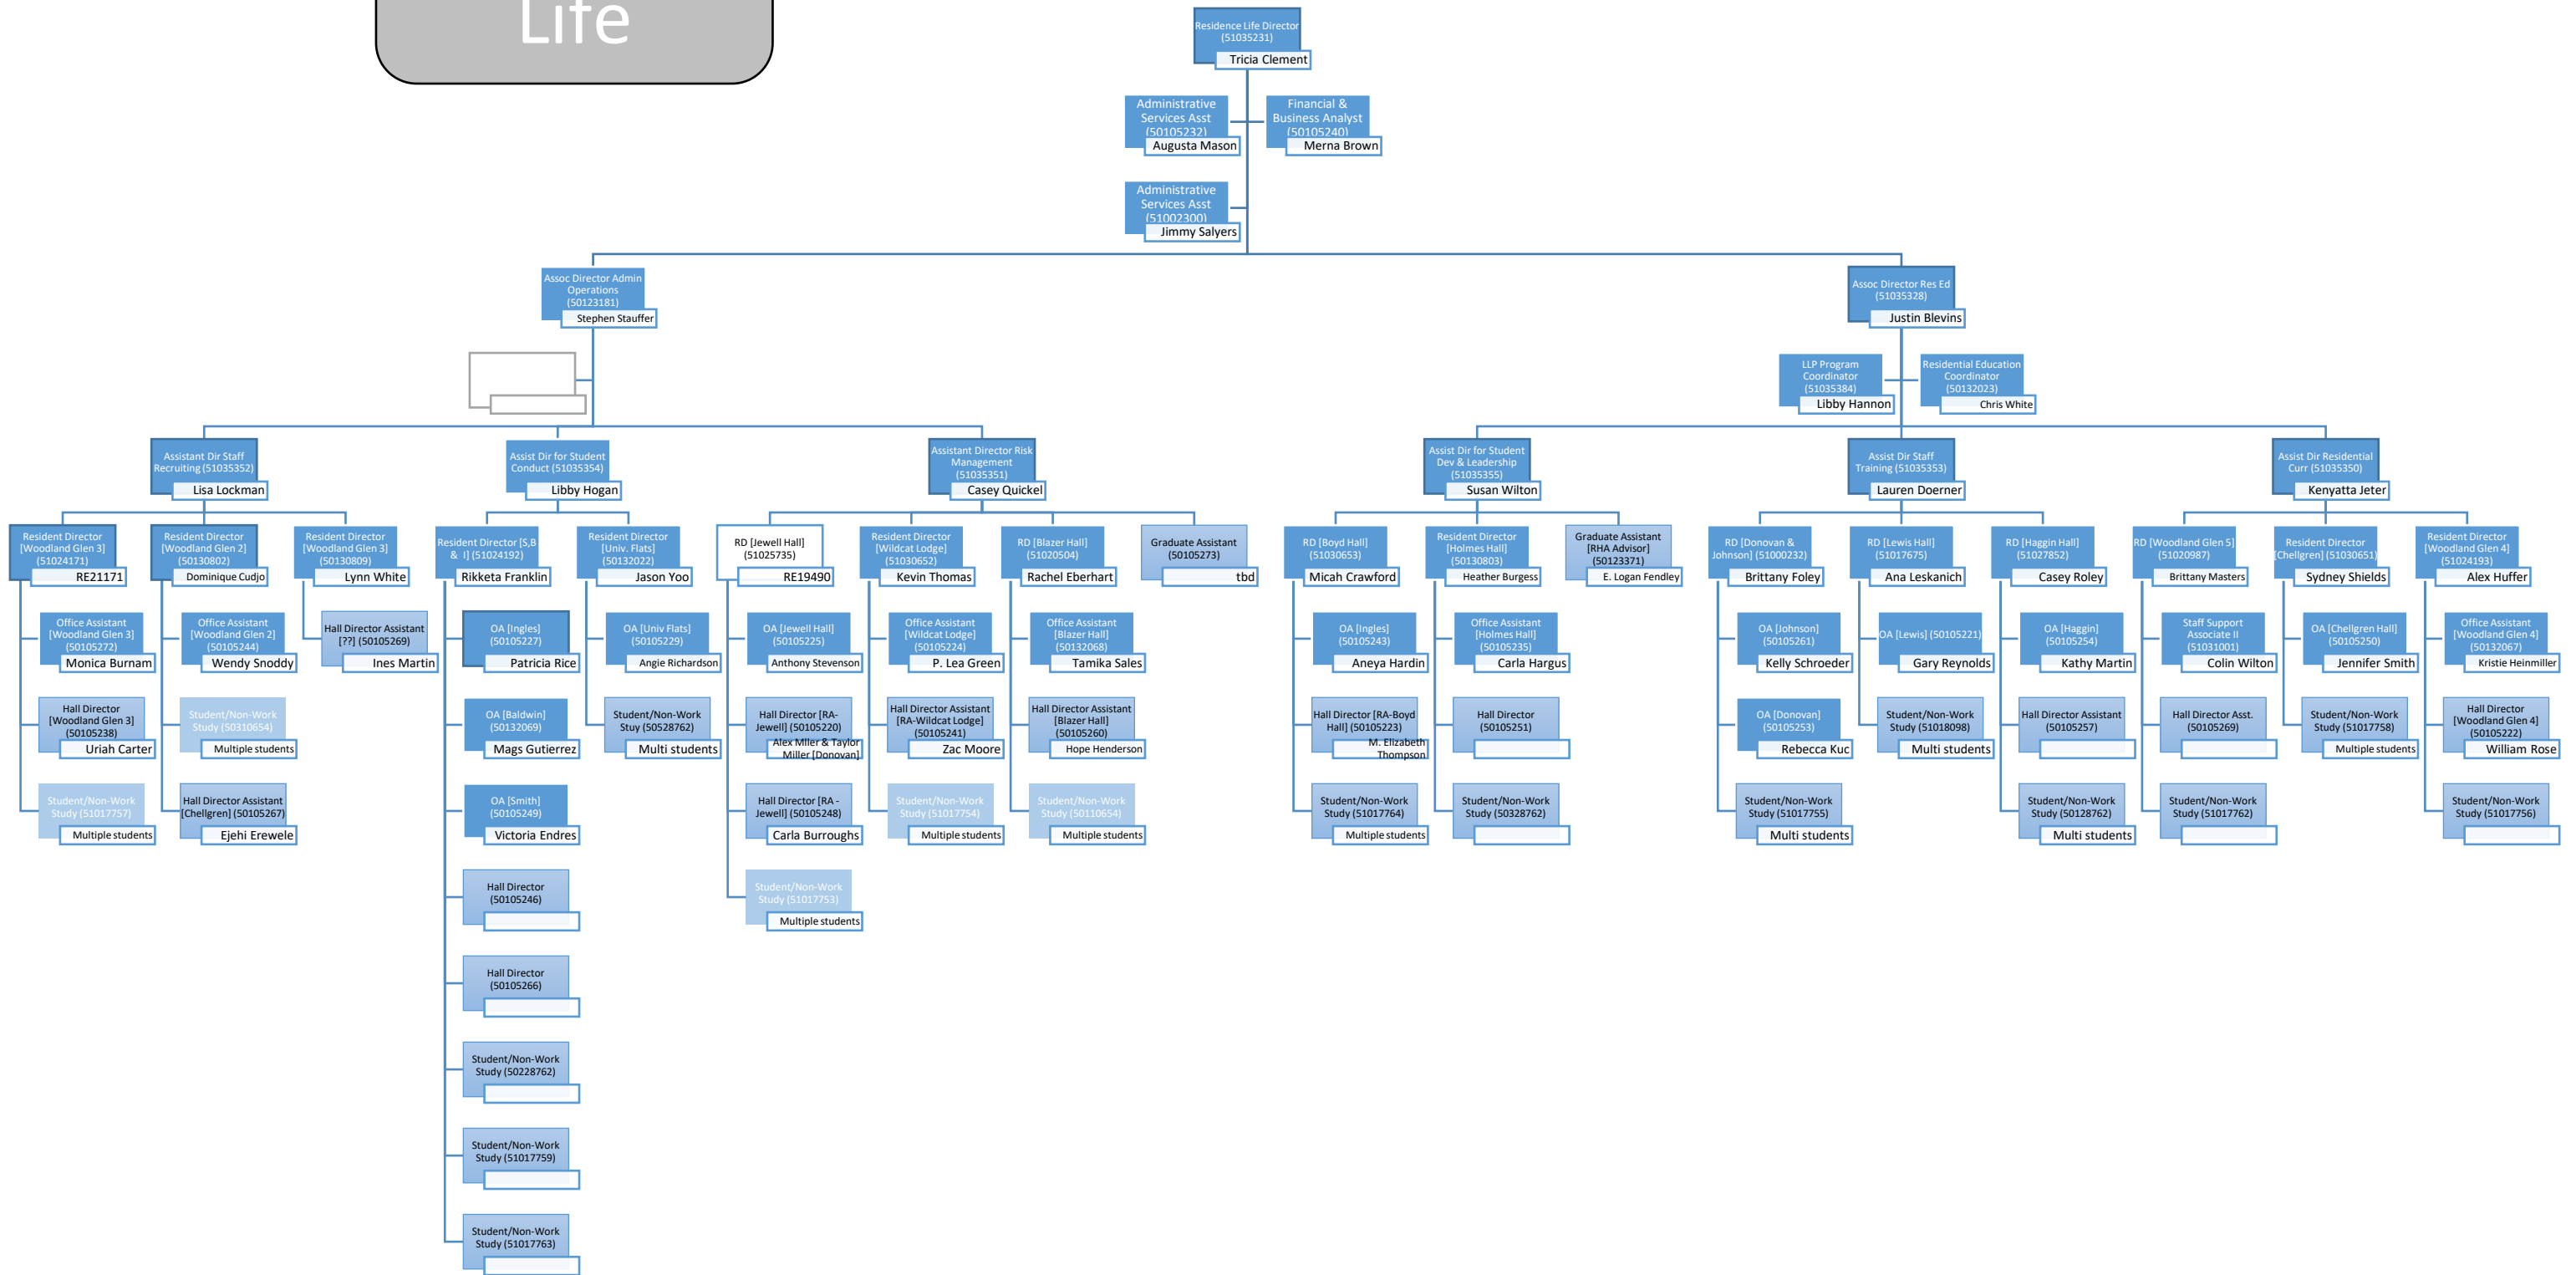 Life
Residence Life Director
(51035231)
Tricia Clement
Administrative
Services Asst
(50105232)
Augusta Mason
Financial &
Business Analyst
(50105240)
Merna Brown
Administrative
Services Asst
(51002300)
Jimmy Salyers
Assoc Director Admin
Operations
(50123181)
Stephen Stauffer
Assoc Director Res Ed
(51035328)
Justin Blevins
LLP Program
Coordinator
(51035384)
Libby Hannon
Residential Education
Coordinator
(50132023)
Chris White
Assistant Dir Staff
Recruiting (51035352)
Lisa Lockman
Assist Dir for Student
Conduct (51035354)
Libby Hogan
Assistant Director Risk
Management
(51035351)
Casey Quickel
Assist Dir for Student
Dev & Leadership
(51035355)
Susan Wilton
Assist Dir Staff
Training (51035353)
Lauren Doerner
Assist Dir Residential
Curr (51035350)
Kenyatta Jeter
Resident Director
[Woodland Glen 3]
(51024171)
RE21171
Resident Director
[Woodland Glen 2]
(50130802)
Dominique Cudjo
Resident Director
[Woodland Glen 3]
(50130809)
Lynn White
Resident Director [S,B
& I] (51024192)
Rikketa Franklin
Resident Director
[Univ. Flats]
(50132022)
Jason Yoo
RD [Jewell Hall]
(51025735)
RE19490
Resident Director
[Wildcat Lodge]
(51030652)
Kevin Thomas
RD [Blazer Hall]
(51020504)
Rachel Eberhart
Graduate Assistant
(50105273)
tbd
RD [Boyd Hall]
(51030653)
Micah Crawford
Resident Director
[Holmes Hall]
(50130803)
Heather Burgess
Graduate Assistant
[RHA Advisor]
(50123371)
E. Logan Fendley
RD [Donovan &
Johnson] (51000232)
Brittany Foley
RD [Lewis Hall]
(51017675)
Ana Leskanich
RD [Haggin Hall]
(51027852)
Casey Roley
RD [Woodland Glen 5]
(51020987)
Brittany Masters
Resident Director
[Chellgren] (51030651)
Sydney Shields
Resident Director
[Woodland Glen 4]
(51024193)
Alex Huffer
Office Assistant
[Woodland Glen 3]
(50105272)
Monica Burnam
Office Assistant
[Woodland Glen 2]
(50105244)
Wendy Snoddy
Hall Director Assistant
[??] (50105269)
Ines Martin
OA [Ingles]
(50105227)
Patricia Rice
OA [Univ Flats]
(50105229)
Angie Richardson
OA [Jewell Hall]
(50105225)
Anthony Stevenson
Office Assistant
[Wildcat Lodge]
(50105224)
P. Lea Green
Office Assistant
[Blazer Hall]
(50132068)
Tamika Sales
OA [Ingles]
(50105243)
Aneya Hardin
Office Assistant
[Holmes Hall]
(50105235)
Carla Hargus
OA [Johnson]
(50105261)
Kelly Schroeder
OA [Lewis] (50105221)
Gary Reynolds
OA [Haggin]
(50105254)
Kathy Martin
Staff Support
Associate II
(51031001)
Colin Wilton
OA [Chellgren Hall]
(50105250)
Jennifer Smith
Office Assistant
[Woodland Glen 4]
(50132067)
Kristie Heinmiller
Hall Director
[Woodland Glen 3]
(50105238)
Uriah Carter
Student/Non-Work
Study (50310654)
Multiple students
OA [Baldwin]
(50132069)
Mags Gutierrez
Student/Non-Work
Stuy (50528762)
Multi students
Hall Director [RA-
Jewell] (50105220)
Alex Mller & Taylor
Miller [Donovan]
Hall Director Assistant
[RA-Wildcat Lodge]
(50105241)
Zac Moore
Hall Director Assistant
[Blazer Hall]
(50105260)
Hope Henderson
Hall Director [RA-Boyd
Hall] (50105223)
M. Elizabeth
Thompson
Hall Director
(50105251)
OA [Donovan]
(50105253)
Rebecca Kuc
Student/Non-Work
Study (51018098)
Multi students
Hall Director Assistant
(50105257)
Hall Director Asst.
(50105269)
Student/Non-Work
Study (51017758)
Multiple students
Hall Director
[Woodland Glen 4]
(50105222)
William Rose
Student/Non-Work
Study (51017757)
Multiple students
Hall Director Assistant
[Chellgren] (50105267)
Ejehi Erewele
OA [Smith]
(50105249)
Victoria Endres
Hall Director [RA -
Jewell] (50105248)
Carla Burroughs
Student/Non-Work
Study (51017754)
Multiple students
Student/Non-Work
Study (50110654)
Multiple students
Student/Non-Work
Study (51017764)
Multiple students
Student/Non-Work
Study (50328762)
Student/Non-Work
Study (51017755)
Multi students
Student/Non-Work
Study (50128762)
Multi students
Student/Non-Work
Study (51017762)
Student/Non-Work
Study (51017756)
Hall Director
(50105246)
Student/Non-Work
Study (51017753)
Multiple students
Hall Director
(50105266)
Student/Non-Work
Study (50228762)
Student/Non-Work
Study (51017759)
Student/Non-Work
Study (51017763)